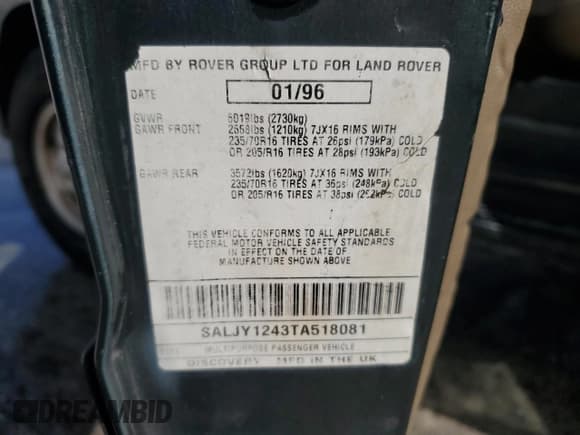 MFD BY ROVER GROUP LTD FOR LAND ROVER
DATE 01/96
GVWR 6019lbs (2730kg)
GAWR FRONT 2668lbs (1210kg) 7JX16 RIMS WITH
235/70R16 TIRES AT 26psi (179kPa) COLD
OR 205/R16 TIRES AT 28psi (193kPa) COLD
GAWR REAR 3572lbs (1620kg) 7JX16 RIMS WITH
235/70R16 TIRES AT 36psi (248kPa) COLD
OR 205/R16 TIRES AT 38psi (262kPa) COLD
THIS VEHICLE CONFORMS TO ALL APPLICABLE
FEDERAL MOTOR VEHICLE SAFETY STANDARDS
IN EFFECT ON THE DATE OF
MANUFACTURE SHOWN ABOVE
SALJY1243TA518081
TYPE MULTIPURPOSE PASSENGER VEHICLE
DISCOVERY MFD IN THE UK
DREAMBID